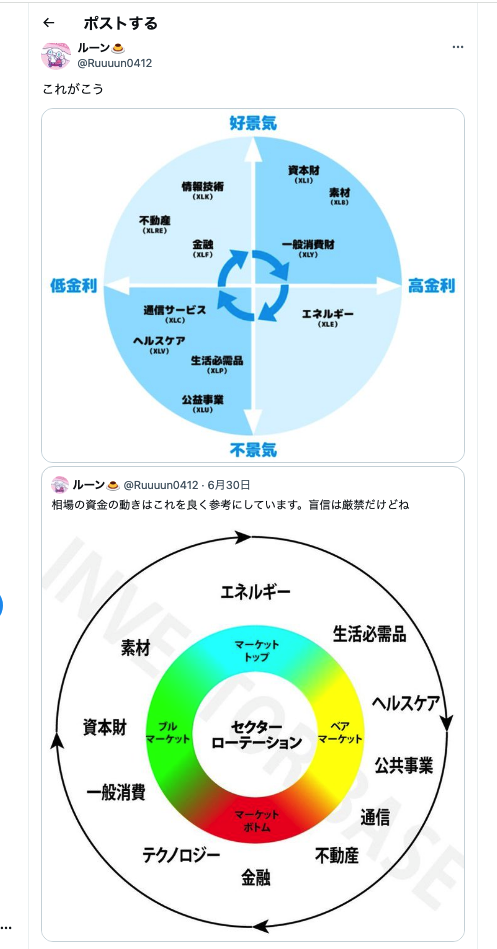 ← ポストする
ルーン🍮
@Ruuuun0412
…
これがこう
好景気
情報技術
(XLK)
資本財
(XLI)
素材
(XLB)
不動産
(XLRE)
金融
(XLF)
一般消費財
(XLY)
低金利
高金利
通信サービス
(XLC)
エネルギー
(XLE)
ヘルスケア
(XLV)
生活必需品
(XLP)
公益事業
(XLU)
不景気
ルーン🍮 @Ruuuun0412 · 6月30日
相場の資金の動きはこれを良く参考にしています。盲信は厳禁だけどね
エネルギー
生活必需品
素材
マーケット
トップ
ヘルスケア
資本財
ブル
マーケット
セクター
ローテーション
ベア
マーケット
公共事業
一般消費
マーケット
ボトム
通信
テクノロジー
不動産
金融
INVESTOR BASE
…